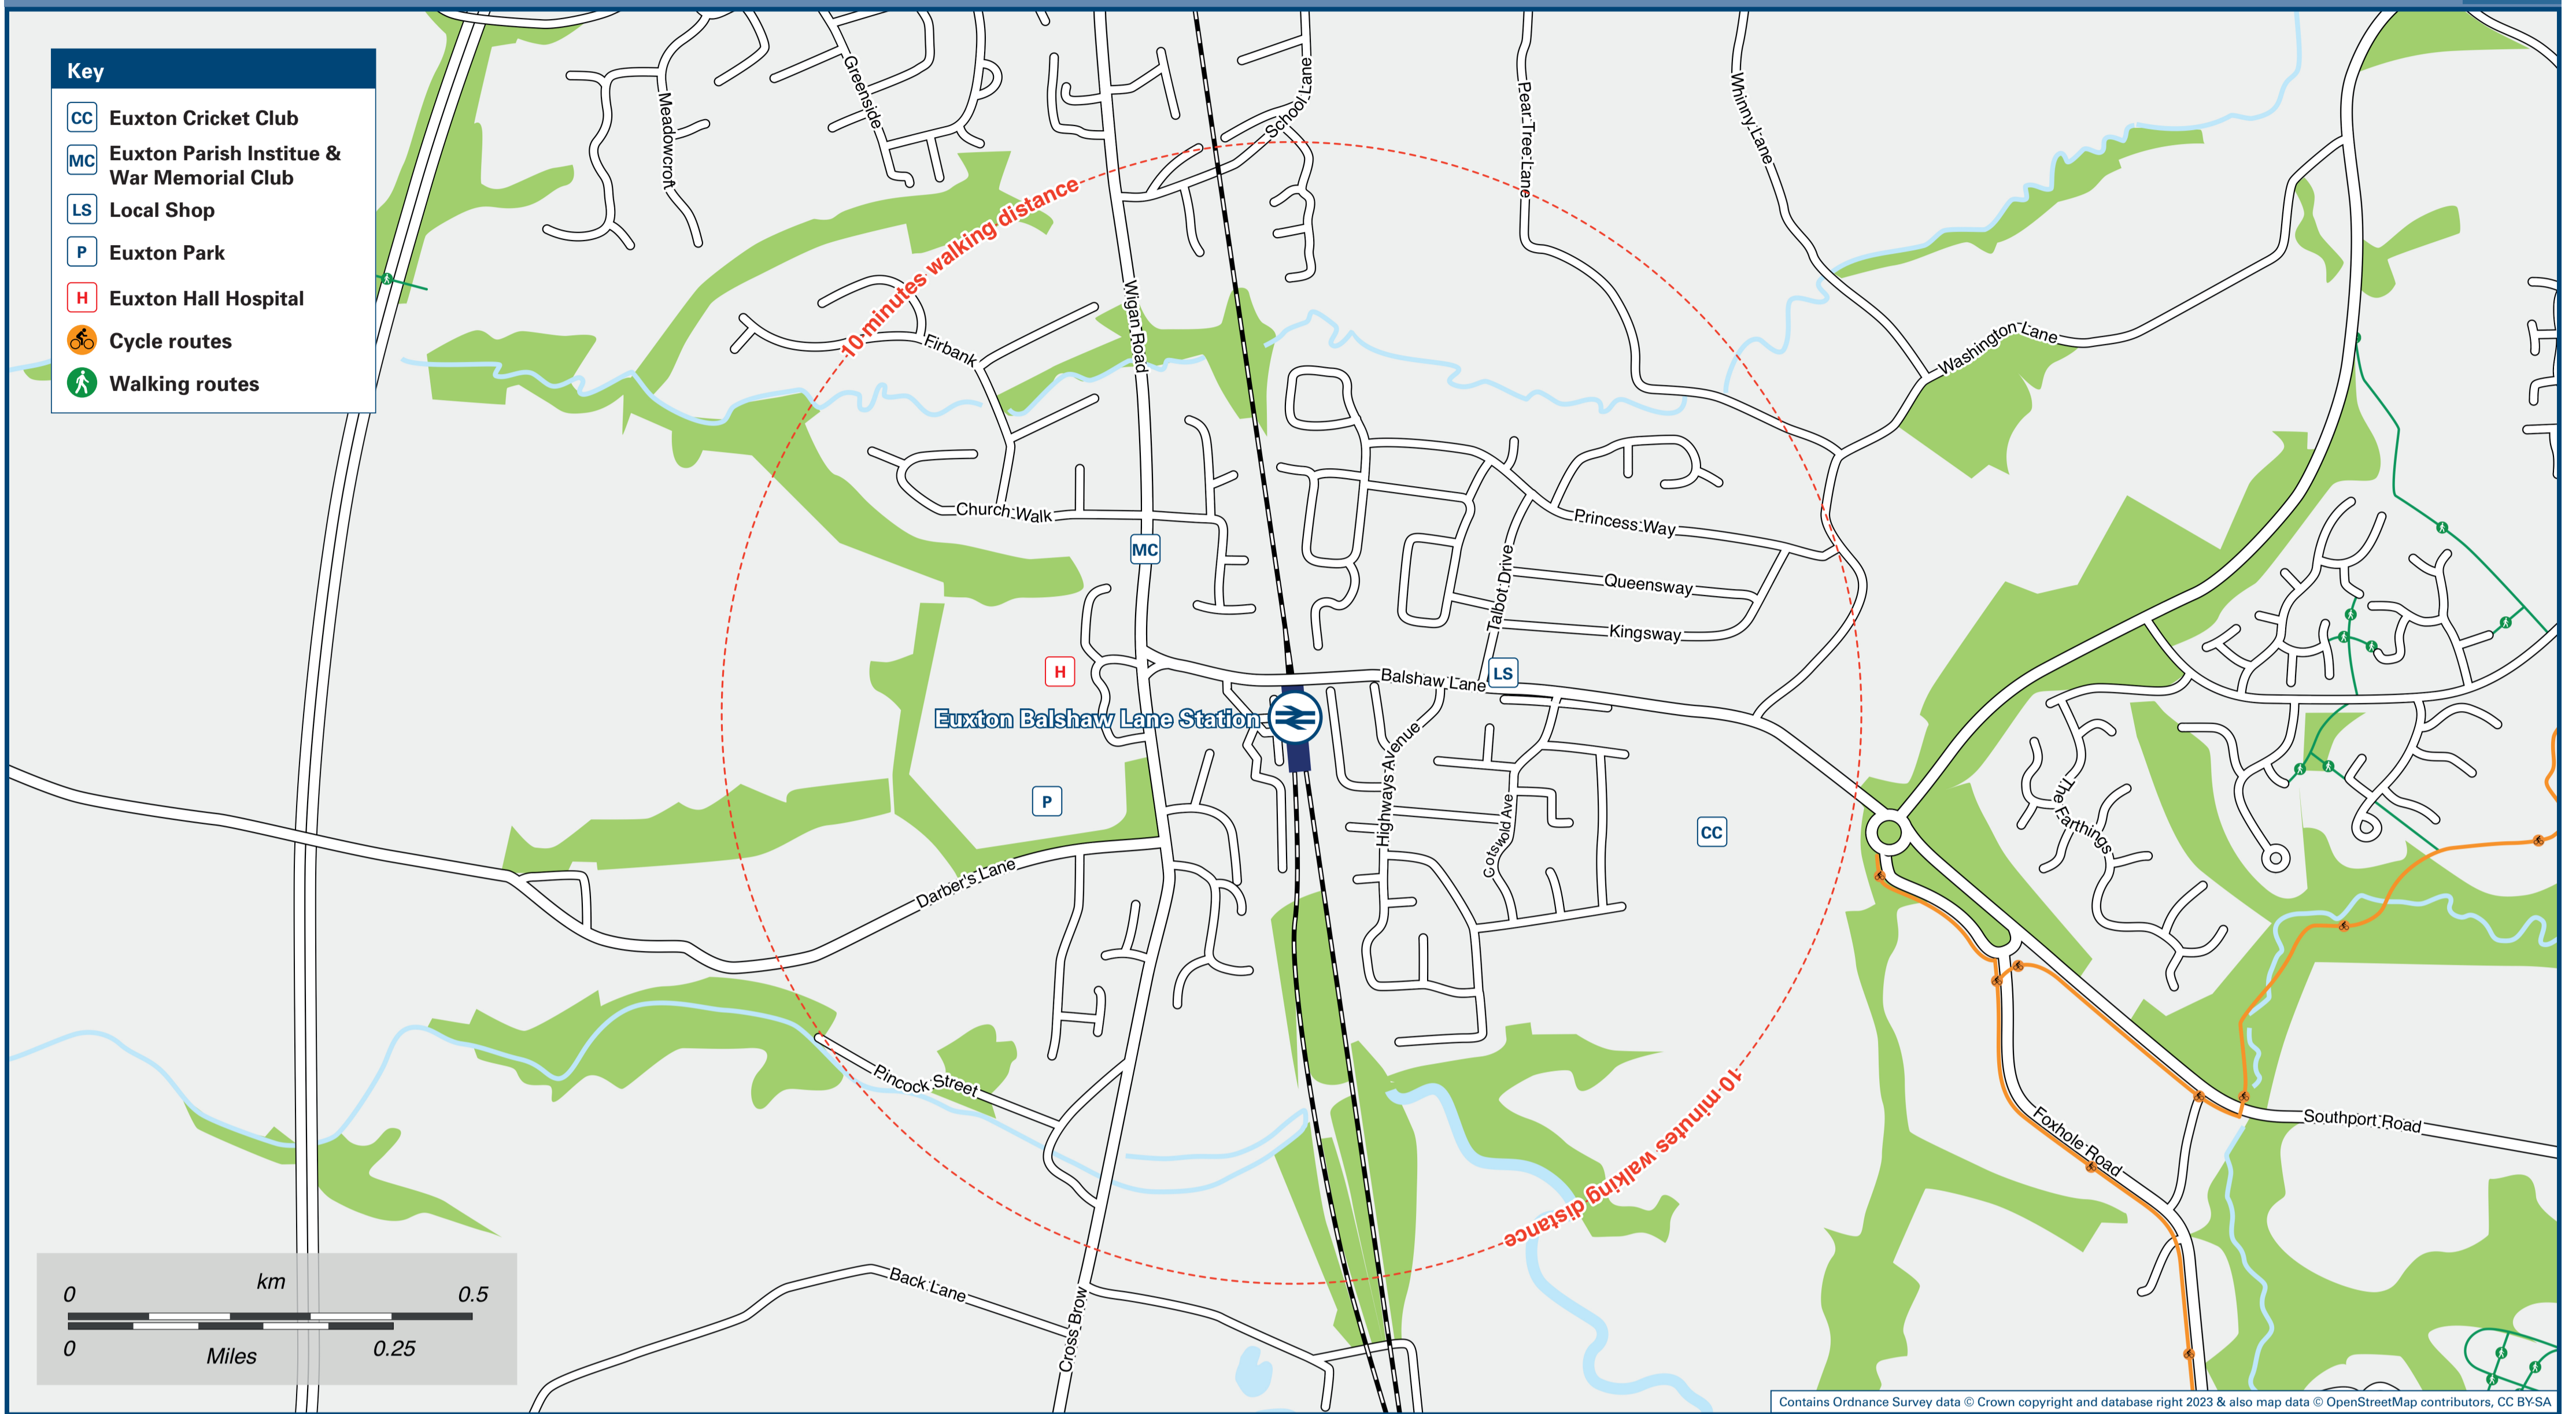 Key
CC Euxton Cricket Club
MC Euxton Parish Institue &
War Memorial Club
LS Local Shop
P Euxton Park
H Euxton Hall Hospital
Cycle routes
Walking routes
Greenside
Meadowcroft
School Lane
Pear Tree Lane
Whinny Lane
10 minutes walking distance
Wigan Road
Firbank
Washington Lane
Church Walk
MC
Princess Way
Talbot Drive
Queensway
Kingsway
H
Balshaw Lane
LS
Euxton Balshaw Lane Station
Highways Avenue
Cotswold Ave
P
CC
The Farthings
Darber's Lane
Pincock Street
10 minutes walking distance
Foxhole Road
Southport Road
Back Lane
Cross Brow
km
0 0.5
0 0.25
Miles
Contains Ordnance Survey data © Crown copyright and database right 2023 & also map data © OpenStreetMap contributors, CC BY-SA